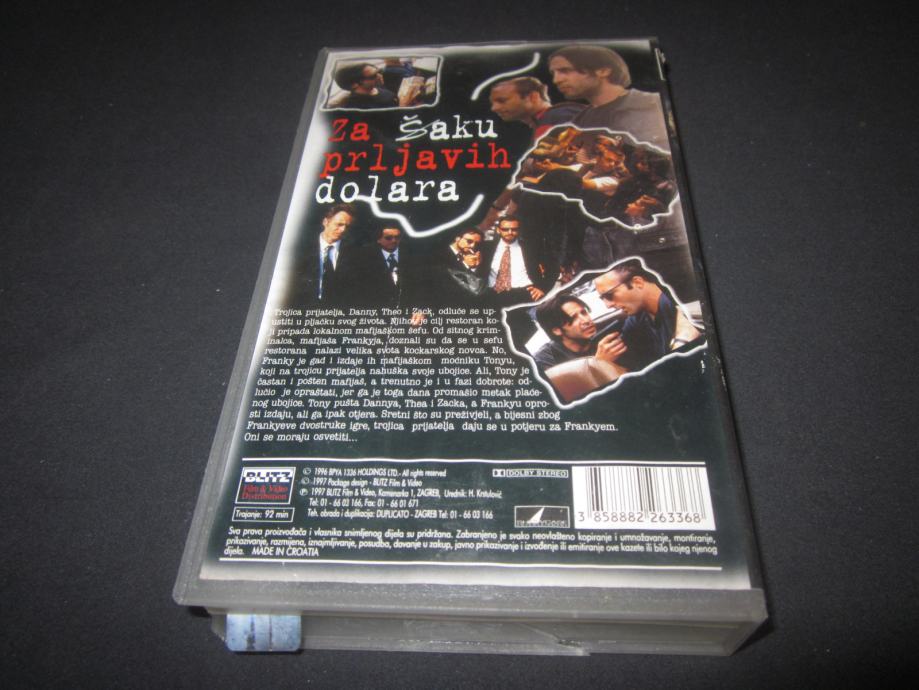 Za šaku
prljavih
dolara
Trojica prijatelja, Danny, Theo i Zack, odluče se up-
ustiti u pljačku svog života. Njihov je cilj restoran ko-
ji pripada lokalnom mafijaškom šefu. Od sitnog krim-
inalca, mafijaša Frankyja, doznali su da se u sefu
restorana nalazi velika svota kockarskog novca. No,
Franky je gad i izdaje ih mafijaškom moćniku Tonyu,
koji na trojicu prijatelja nahuška svoje ubojice. Ali, Tony je
častan i pošten mafijaš, a trenutno je i u fazi dobrote: od-
lučio je opraštati, jer ga je toga dana promašio metak plaće-
nog ubojice. Tony pušta Dannya, Thea i Zacka, a Frankyu opro-
sti izdaju, ali ga ipak otjera. Sretni što su preživjeli, a bijesni zbog
Frankyeve dvostruke igre, trojica prijatelja daju se u potjeru za Frankyem.
Oni se moraju osvetiti...
BLITZ
Film & Video
Distribution
Trajanje: 92 min
© 1996 BPYA 1336 HOLDINGS LTD.- All rights reserved
© 1997 Package design - BLITZ Film & Video
℗ 1997 BLITZ Film & Video, Kamenarka 1, ZAGREB, Urednik: H. Krstulović
Tel: 01 - 66 03 166, Fax: 01 - 66 01 671
Teh. obrada i duplikacija: DUPLICATO - ZAGREB Tel: 01 - 66 03 166
DOLBY STEREO
3 858882 263368
Sva prava proizvođača i vlasnika snimljenog djela su pridržana. Zabranjeno je svako neovlašteno kopiranje i umnožavanje, montiranje,
prikazivanje, razmijena, iznajmljivanje, posudba, davanje u zakup, javno prikazivanje i izvođenje ili emitiranje ove kazete ili bilo kojeg njenog
dijela. MADE IN CROATIA